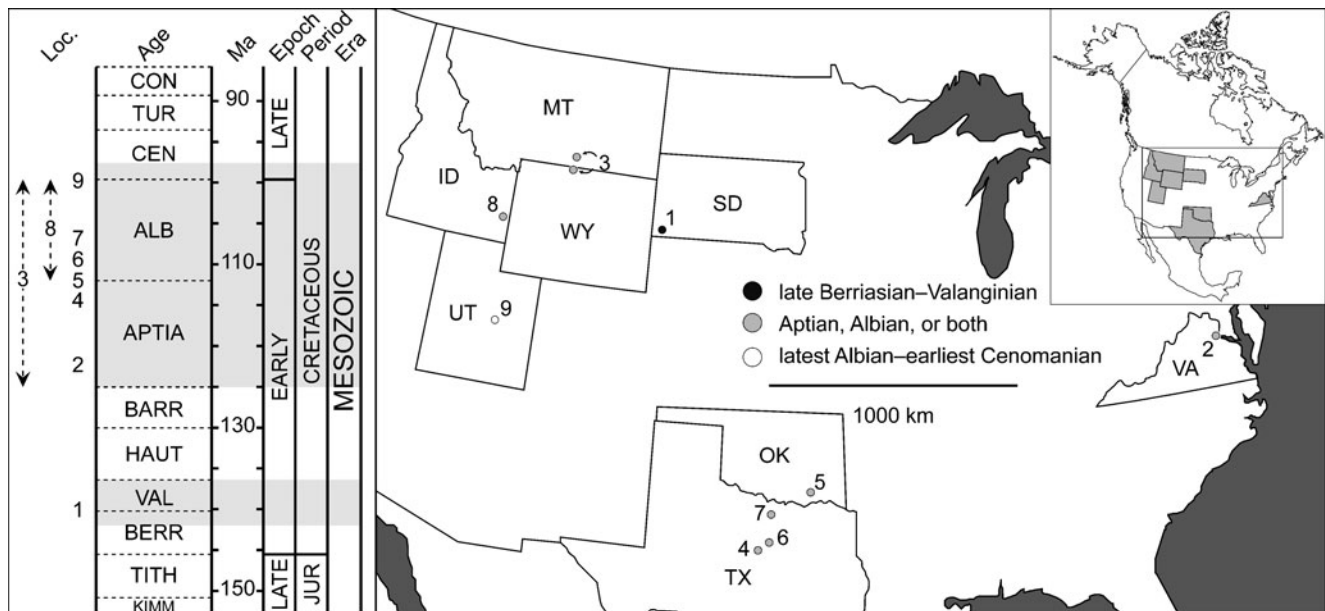 Loc.
Age
Ma
Epoch
Period
Era
CON
TUR
CEN
ALB
APTIA
BARR
HAUT
VAL
BERR
TITH
KIMM
90
110
130
150
9
8
7
6
5
4
3
2
1
LATE
EARLY
LATE
CRETACEOUS
JUR
MESOZOIC
MT
3
ID
8
WY
SD
1
UT
9
late Berriasian–Valanginian
Aptian, Albian, or both
latest Albian–earliest Cenomanian
1000 km
VA
2
OK
5
7
6
4
TX